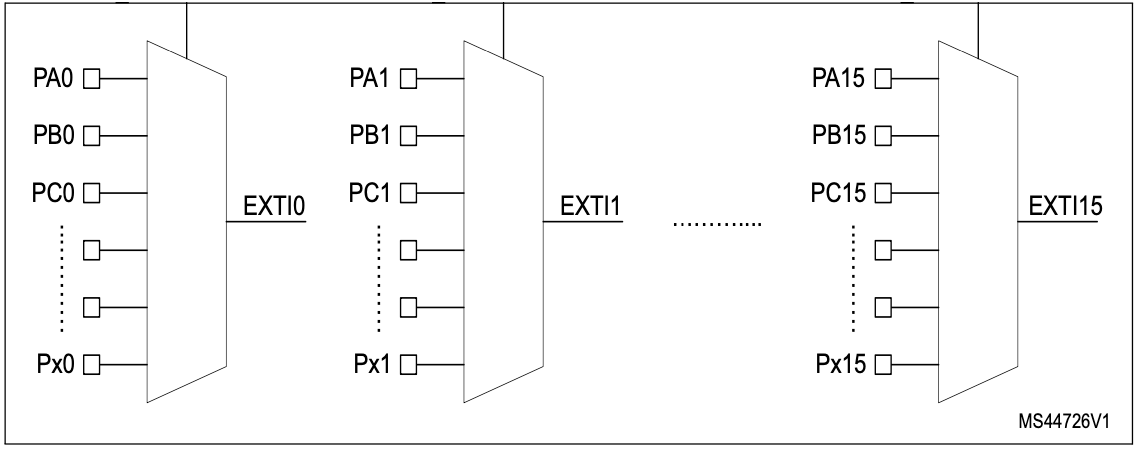 PA0
PB0
PC0
Px0
EXTI0
PA1
PB1
PC1
Px1
EXTI1
PA15
PB15
PC15
Px15
EXTI15
MS44726V1